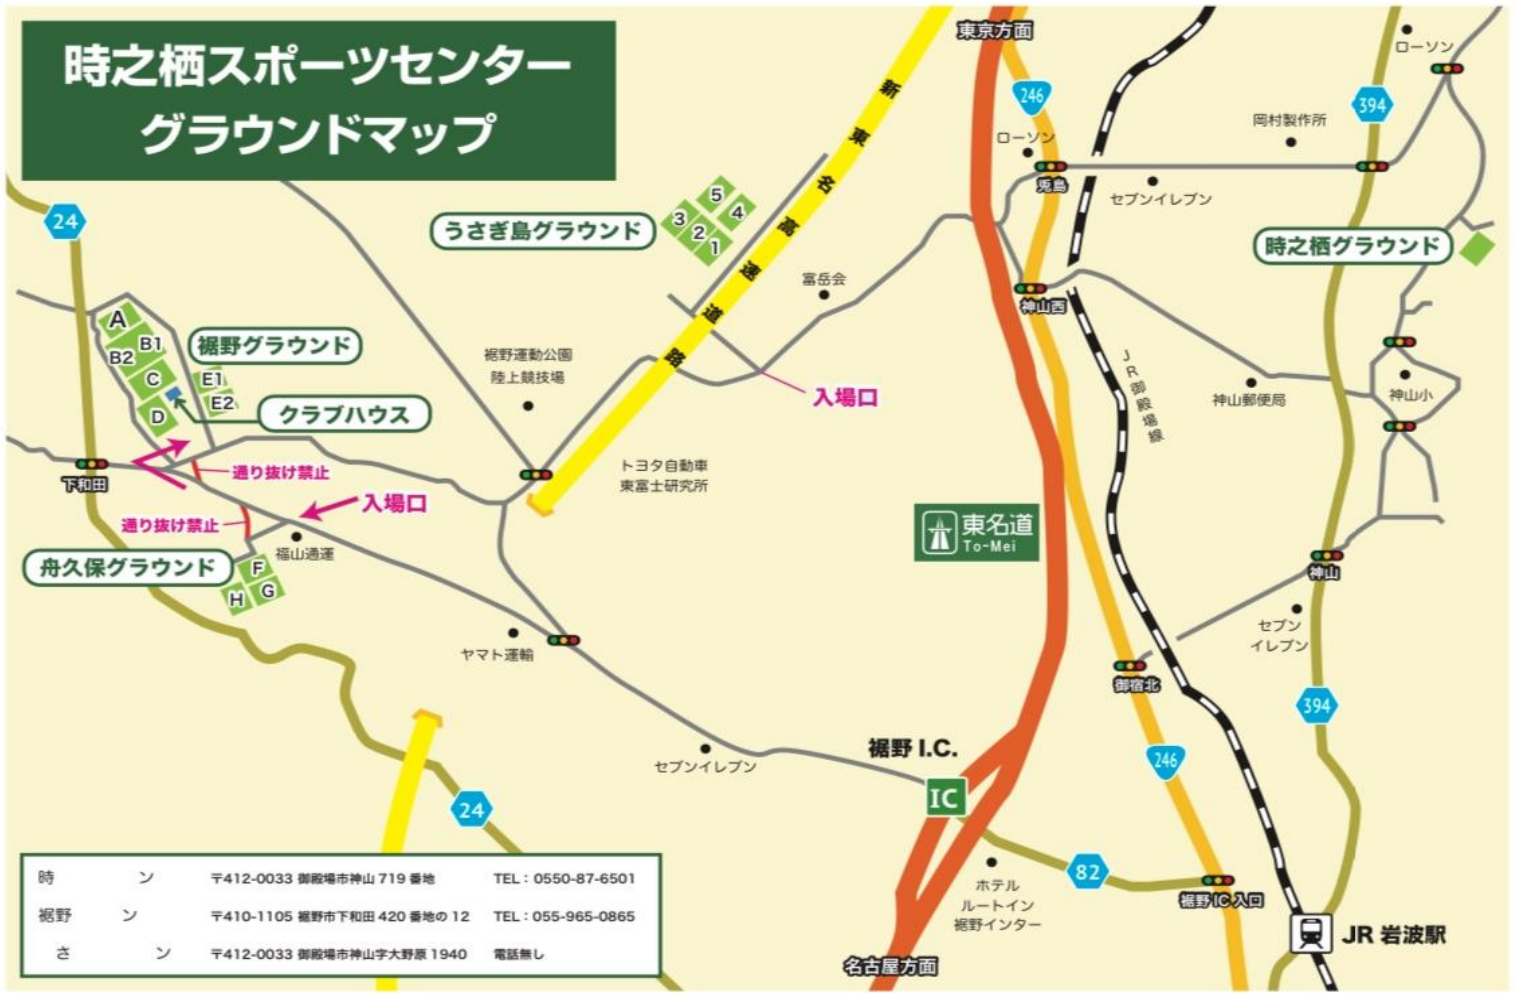 時之栖スポーツセンター
グラウンドマップ
東京方面
新東名高速道路
246
394
ローソン
岡村製作所
ローソン
兎島
セブンイレブン
24
うさぎ島グラウンド
5
3
4
2
1
時之栖グラウンド
富岳会
神山西
A
B1
B2
裾野グラウンド
C
E1
E2
D
クラブハウス
裾野運動公園
陸上競技場
入場口
JR御殿場線
神山郵便局
神山小
下和田
通り抜け禁止
トヨタ自動車
東富士研究所
入場口
通り抜け禁止
福山通運
舟久保グラウンド
F
G
H
東名道
To-Mei
神山
セブン
イレブン
ヤマト運輸
御宿北
394
セブンイレブン
裾野 I.C.
IC
246
24
82
ホテル
ルートイン
裾野インター
裾野IC入口
JR 岩波駅
名古屋方面
時 ン 〒412-0033 御殿場市神山 719 番地 TEL：0550-87-6501
裾野 ン 〒410-1105 裾野市下和田 420 番地の 12 TEL：055-965-0865
さ ン 〒412-0033 御殿場市神山字大野原 1940 電話無し